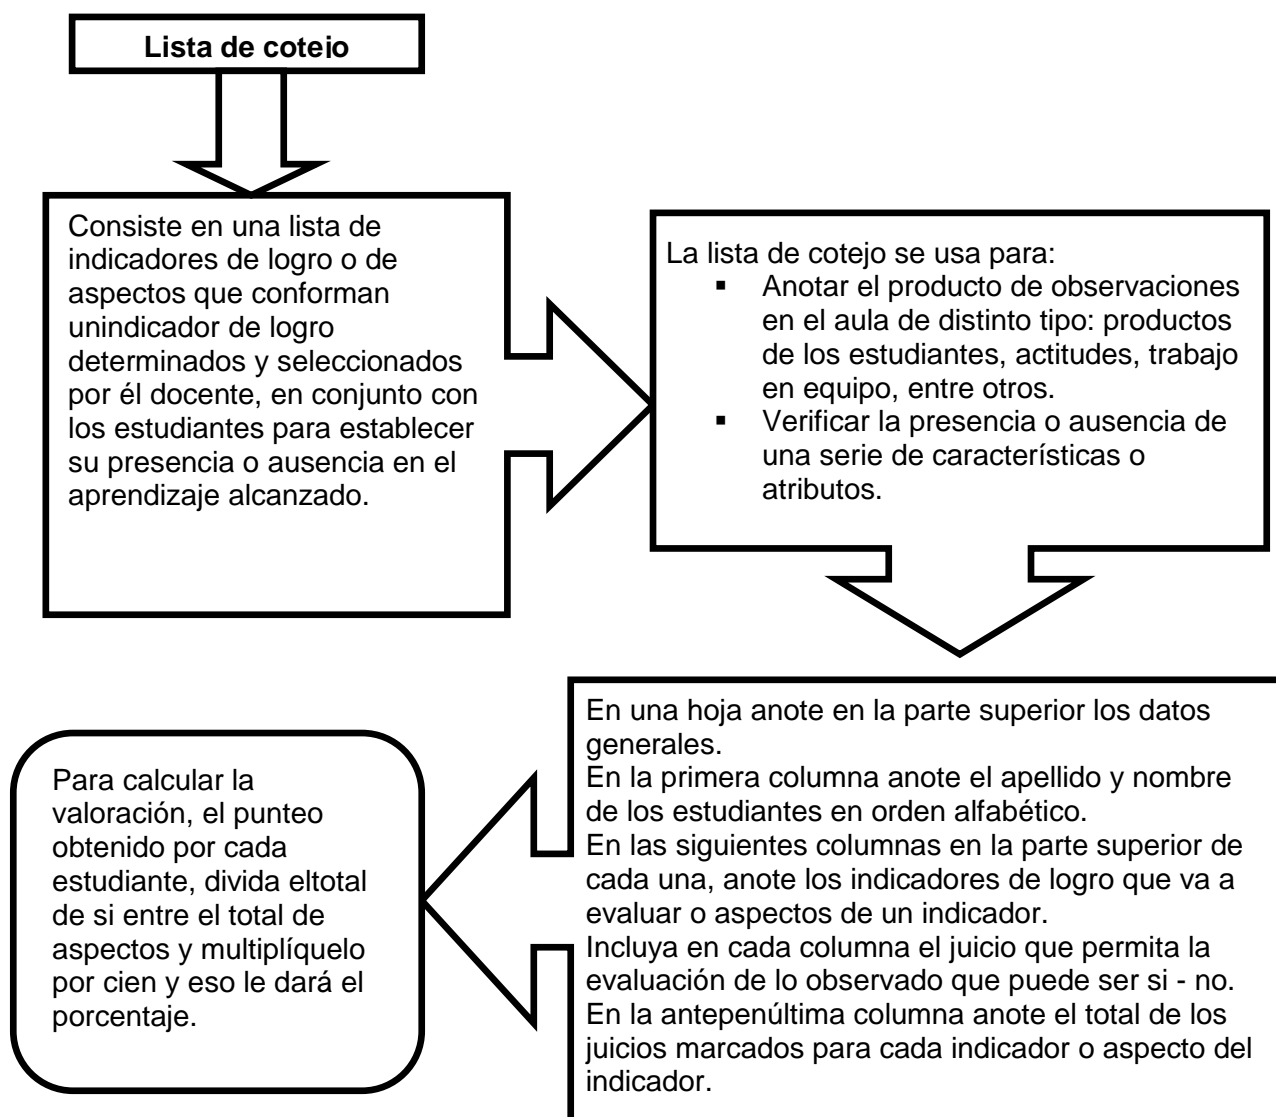 Lista de cotejo
Consiste en una lista de
indicadores de logro o de
aspectos que conforman
unindicador de logro
determinados y seleccionados
por él docente, en conjunto con
los estudiantes para establecer
su presencia o ausencia en el
aprendizaje alcanzado.
La lista de cotejo se usa para:
▪ Anotar el producto de observaciones
en el aula de distinto tipo: productos
de los estudiantes, actitudes, trabajo
en equipo, entre otros.
▪ Verificar la presencia o ausencia de
una serie de características o
atributos.
En una hoja anote en la parte superior los datos
generales.
En la primera columna anote el apellido y nombre
de los estudiantes en orden alfabético.
En las siguientes columnas en la parte superior de
cada una, anote los indicadores de logro que va a
evaluar o aspectos de un indicador.
Incluya en cada columna el juicio que permita la
evaluación de lo observado que puede ser si - no.
En la antepenúltima columna anote el total de los
juicios marcados para cada indicador o aspecto del
indicador.
Para calcular la
valoración, el punteo
obtenido por cada
estudiante, divida eltotal
de si entre el total de
aspectos y multiplíquelo
por cien y eso le dará el
porcentaje.